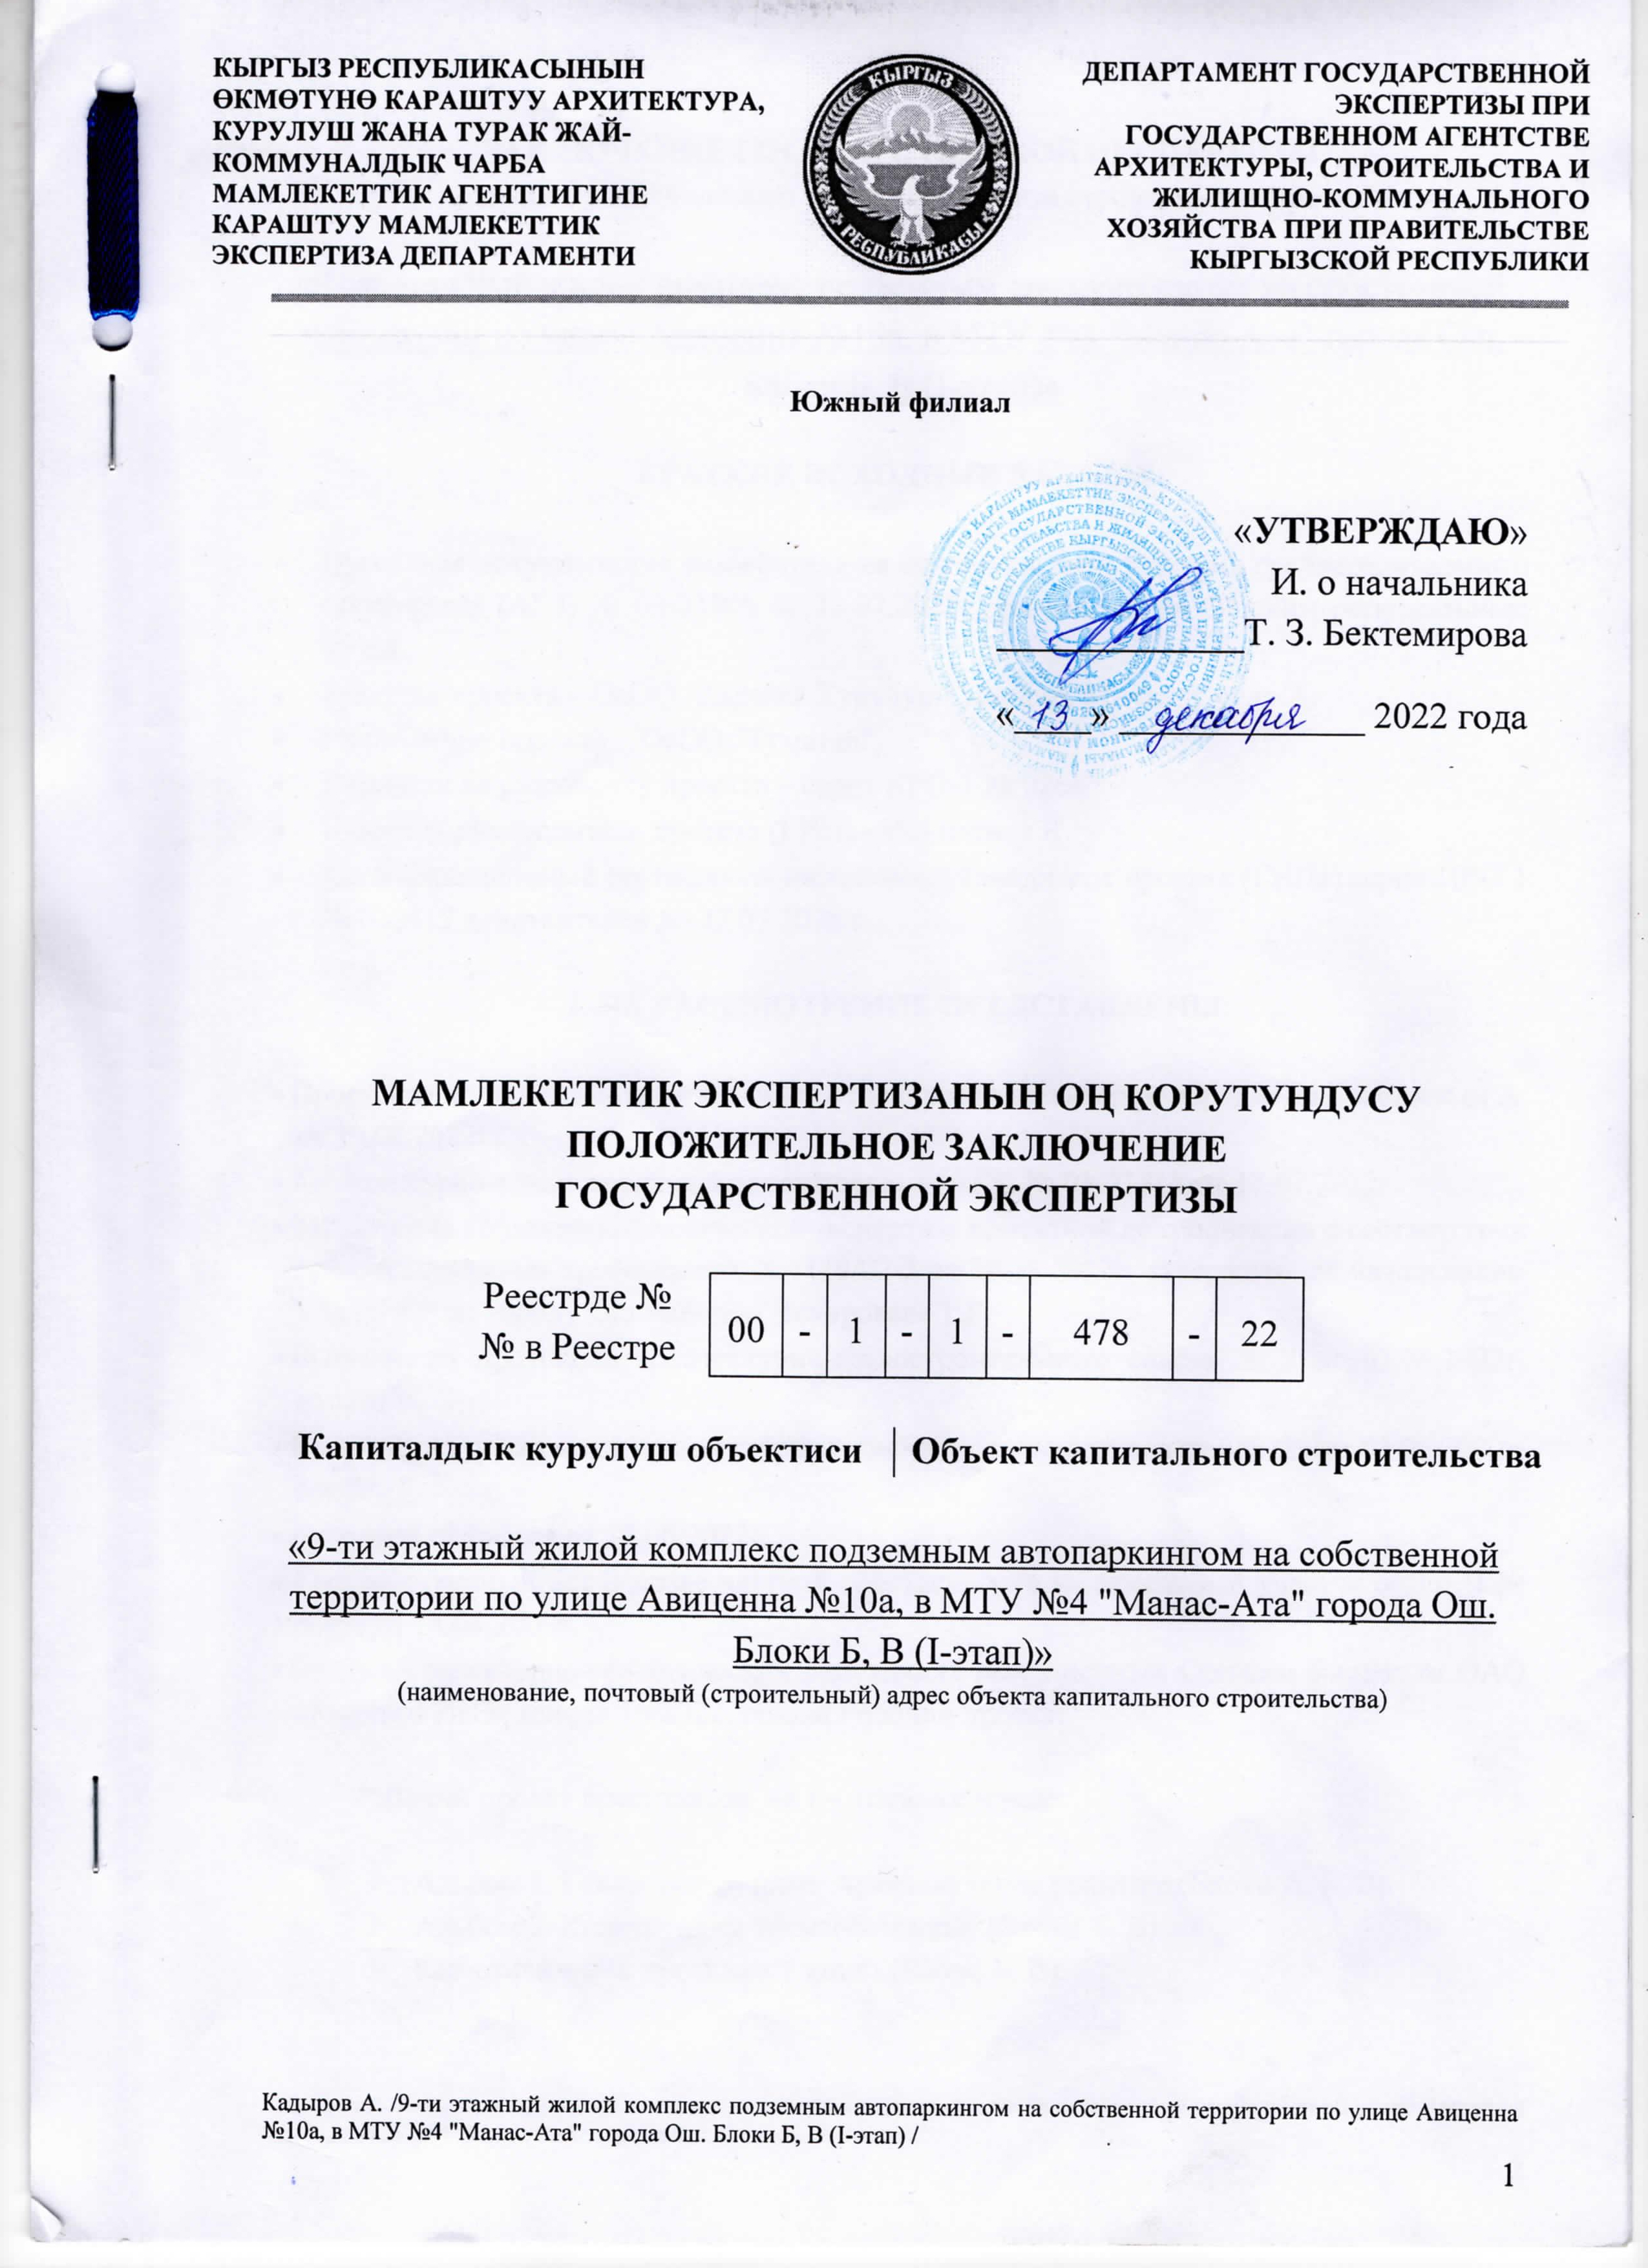 КЫРГЫЗ РЕСПУБЛИКАСЫНЫН
ӨКМӨТҮНӨ КАРАШТУУ АРХИТЕКТУРА,
КУРУЛУШ ЖАНА ТУРАК ЖАЙ-
КОММУНАЛДЫК ЧАРБА
МАМЛЕКЕТТИК АГЕНТТИГИНЕ
КАРАШТУУ МАМЛЕКЕТТИК
ЭКСПЕРТИЗА ДЕПАРТАМЕНТИ
КЫРГЫЗ
РЕСПУБЛИКАСЫ
ДЕПАРТАМЕНТ ГОСУДАРСТВЕННОЙ
ЭКСПЕРТИЗЫ ПРИ
ГОСУДАРСТВЕННОМ АГЕНТСТВЕ
АРХИТЕКТУРЫ, СТРОИТЕЛЬСТВА И
ЖИЛИЩНО-КОММУНАЛЬНОГО
ХОЗЯЙСТВА ПРИ ПРАВИТЕЛЬСТВЕ
КЫРГЫЗСКОЙ РЕСПУБЛИКИ
Южный филиал
«УТВЕРЖДАЮ»
И. о начальника
Т. З. Бектемирова
«13» декабря 2022 года
МАМЛЕКЕТТИК ЭКСПЕРТИЗАНЫН ОҢ КОРУТУНДУСУ
ПОЛОЖИТЕЛЬНОЕ ЗАКЛЮЧЕНИЕ
ГОСУДАРСТВЕННОЙ ЭКСПЕРТИЗЫ
Реестрде №
№ в Реестре
00 - 1 - 1 - 478 - 22
Капиталдык курулуш объектиси Объект капитального строительства
«9-ти этажный жилой комплекс подземным автопаркингом на собственной
территории по улице Авиценна №10а, в МТУ №4 "Манас-Ата" города Ош.
Блоки Б, В (I-этап)»
(наименование, почтовый (строительный) адрес объекта капитального строительства)
Кадыров А. /9-ти этажный жилой комплекс подземным автопаркингом на собственной территории по улице Авиценна
№10а, в МТУ №4 "Манас-Ата" города Ош. Блоки Б, В (I-этап) /
1